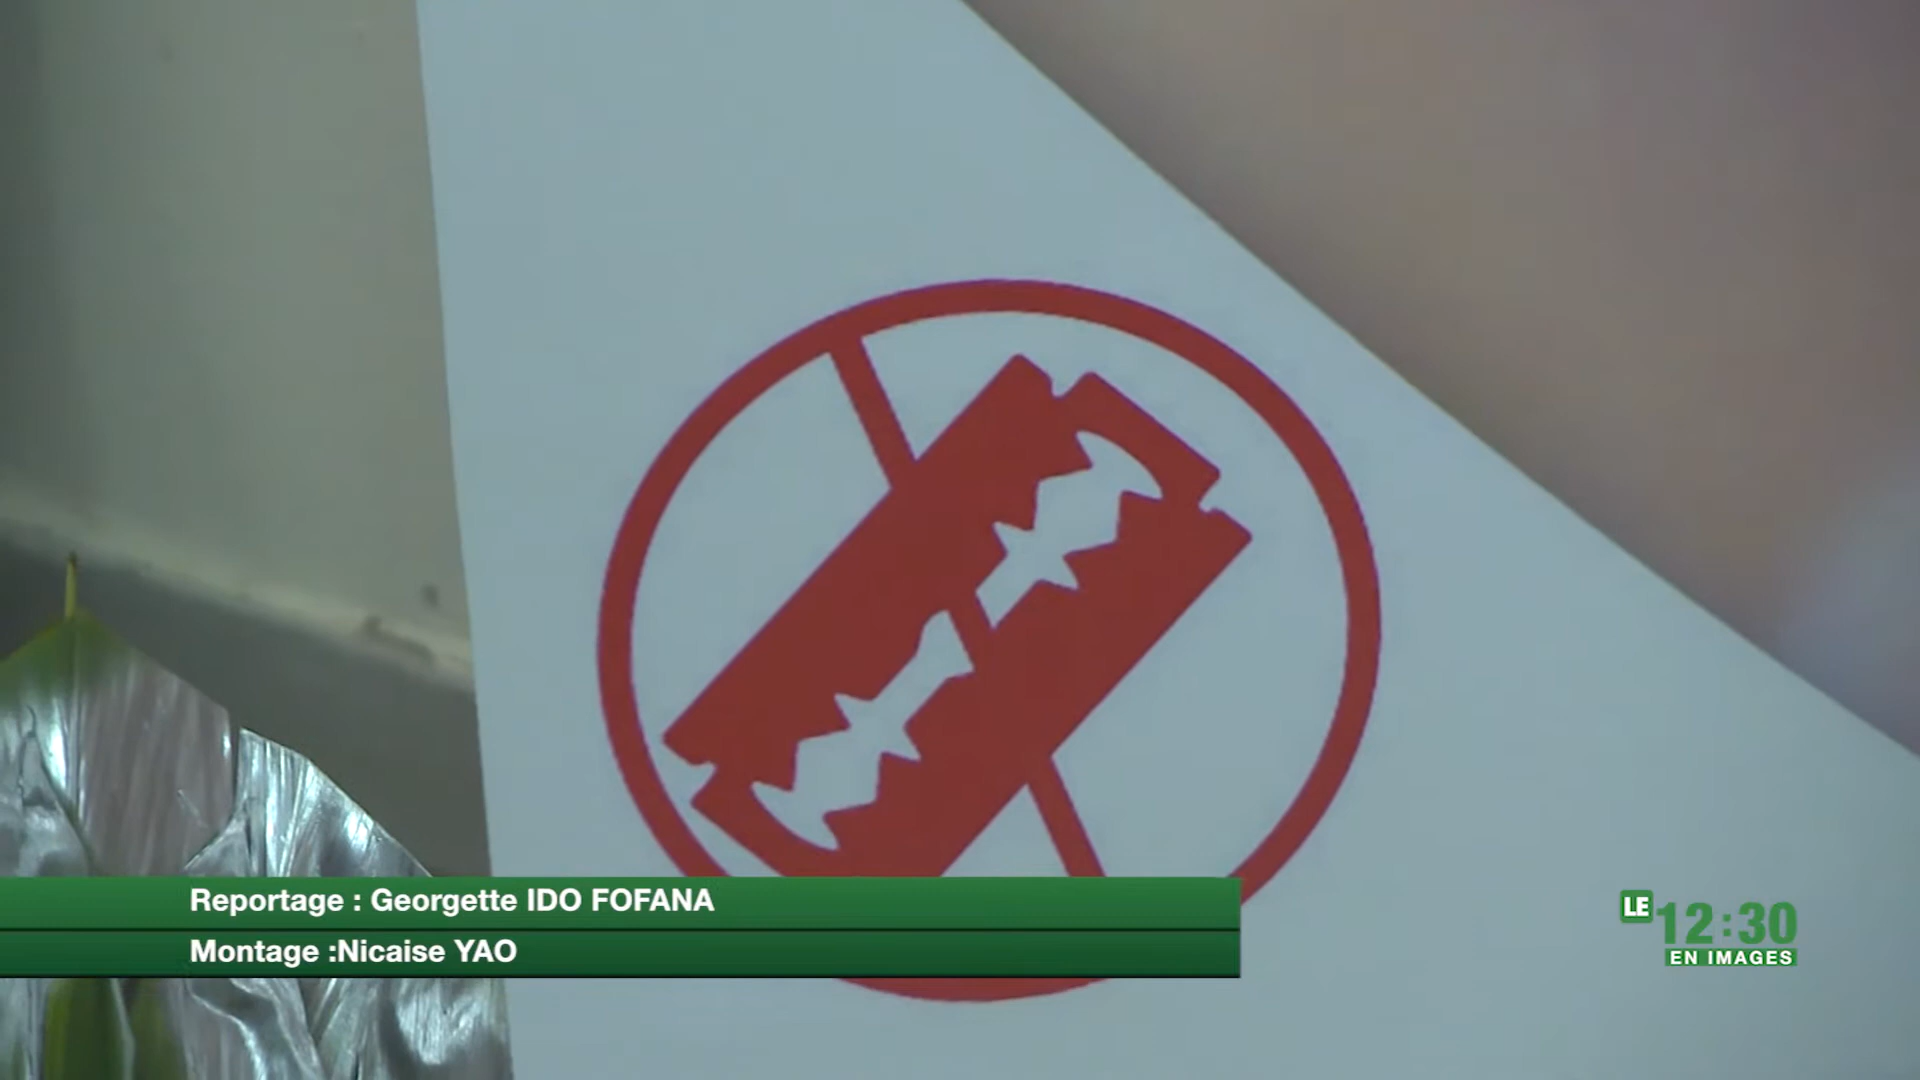 Reportage : Georgette IDO FOFANA
Montage :Nicaise YAO
LE
12:30
EN IMAGES